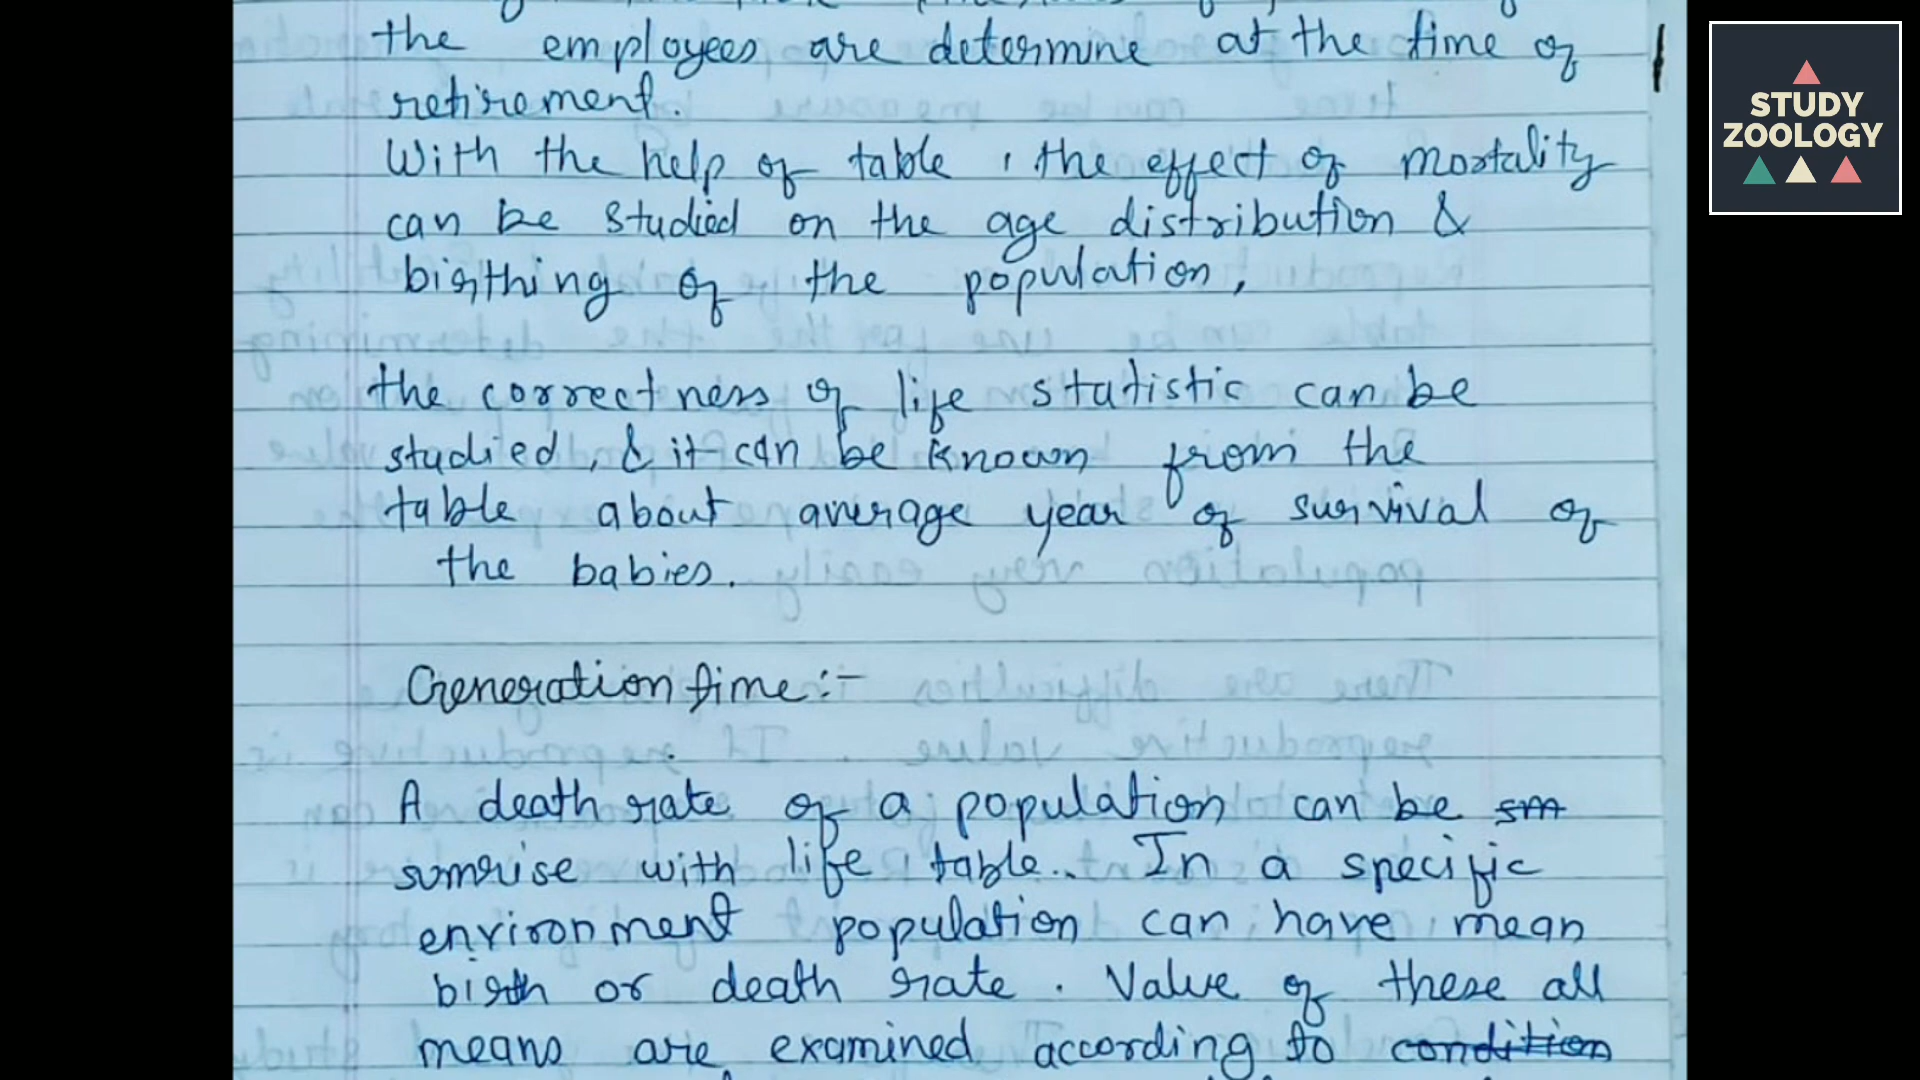 the employees are determine at the time of
retirement.
With the help of table, the effect of mortality
can be studied on the age distribution &
birthing of the population,
the correctness of life statistic can be
studied, & it can be known from the
table about average year of survival of
the babies.
Generation time :-
A death rate of a population can be sm
sumrise with life table.. In a specific
environment population can have mean
birth or death rate. Value of these all
means are examined according to condition
STUDY
ZOOLOGY